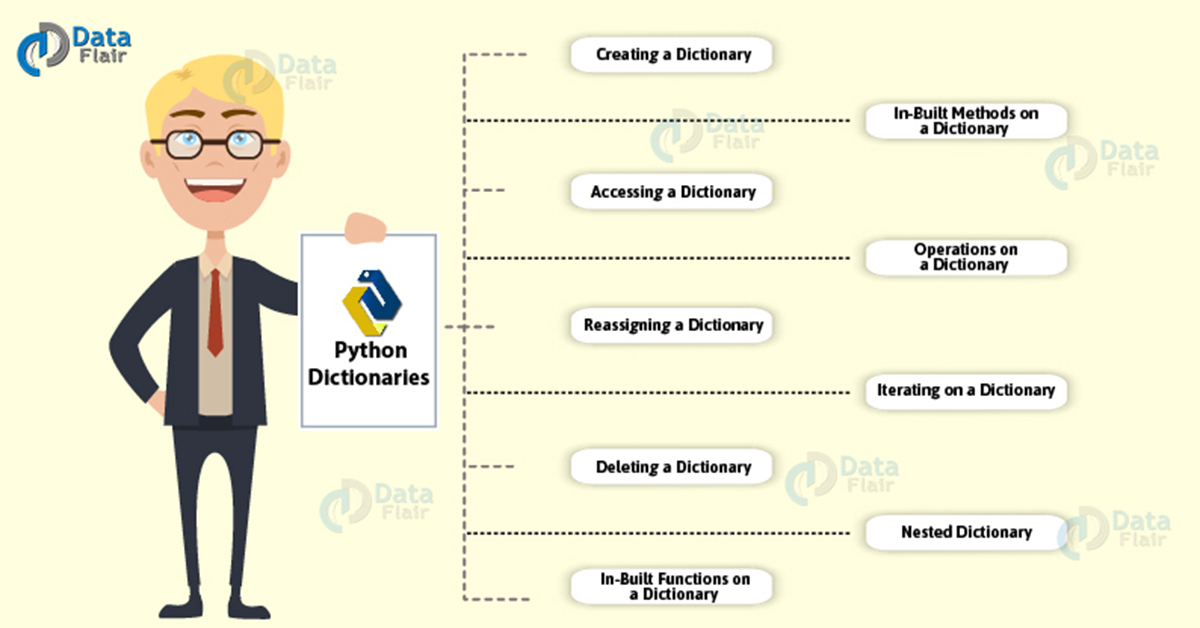 Data
Flair
Data
Flair
Creating a Dictionary
In-Built Methods on
a Dictionary
Data
Flair
Data
Flair
Accessing a Dictionary
Operations on
a Dictionary
Python
Dictionaries
Reassigning a Dictionary
Iterating on a Dictionary
Deleting a Dictionary
Data
Flair
Data
Flair
Nested Dictionary
Data
Flair
In-Built Functions on
a Dictionary